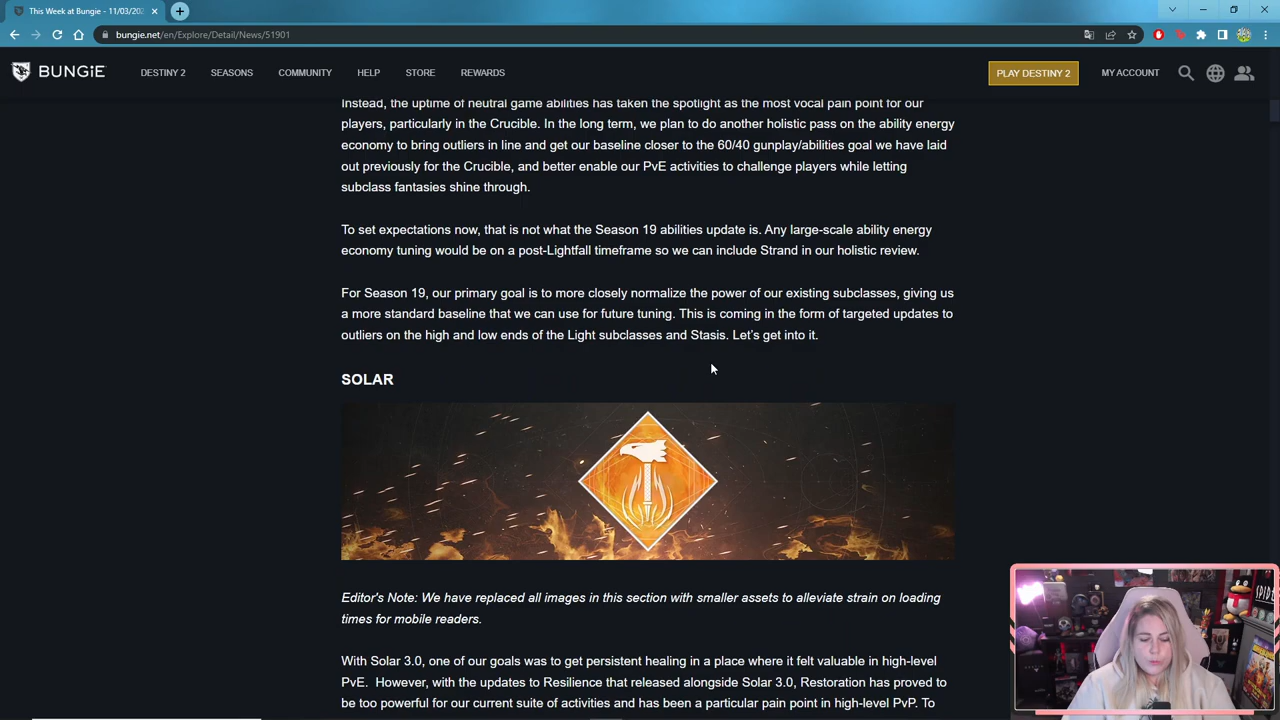 This Week at Bungie - 11/03/202
bungie.net/en/Explore/Detail/News/51901
BUNGiE
DESTINY 2
SEASONS
COMMUNITY
HELP
STORE
REWARDS
PLAY DESTINY 2
MY ACCOUNT
Instead, the uptime of neutral game abilities has taken the spotlight as the most vocal pain point for our
players, particularly in the Crucible. In the long term, we plan to do another holistic pass on the ability energy
economy to bring outliers in line and get our baseline closer to the 60/40 gunplay/abilities goal we have laid
out previously for the Crucible, and better enable our PvE activities to challenge players while letting
subclass fantasies shine through.
To set expectations now, that is not what the Season 19 abilities update is. Any large-scale ability energy
economy tuning would be on a post-Lightfall timeframe so we can include Strand in our holistic review.
For Season 19, our primary goal is to more closely normalize the power of our existing subclasses, giving us
a more standard baseline that we can use for future tuning. This is coming in the form of targeted updates to
outliers on the high and low ends of the Light subclasses and Stasis. Let's get into it.
SOLAR
Editor's Note: We have replaced all images in this section with smaller assets to alleviate strain on loading
times for mobile readers.
With Solar 3.0, one of our goals was to get persistent healing in a place where it felt valuable in high-level
PvE. However, with the updates to Resilience that released alongside Solar 3.0, Restoration has proved to
be too powerful for our current suite of activities and has been a particular pain point in high-level PvP. To